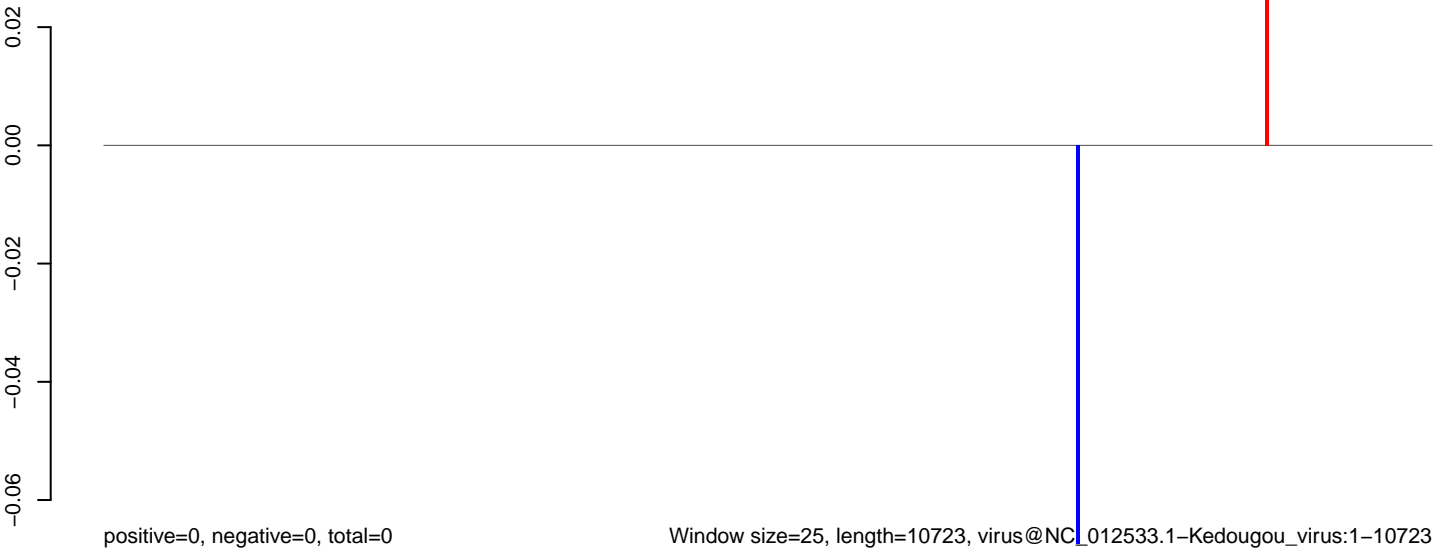 0.02
0.00
−0.02
−0.04
−0.06
positive=0, negative=0, total=0
Window size=25, length=10723, virus@NC_012533.1−Kedougou_virus:1−10723